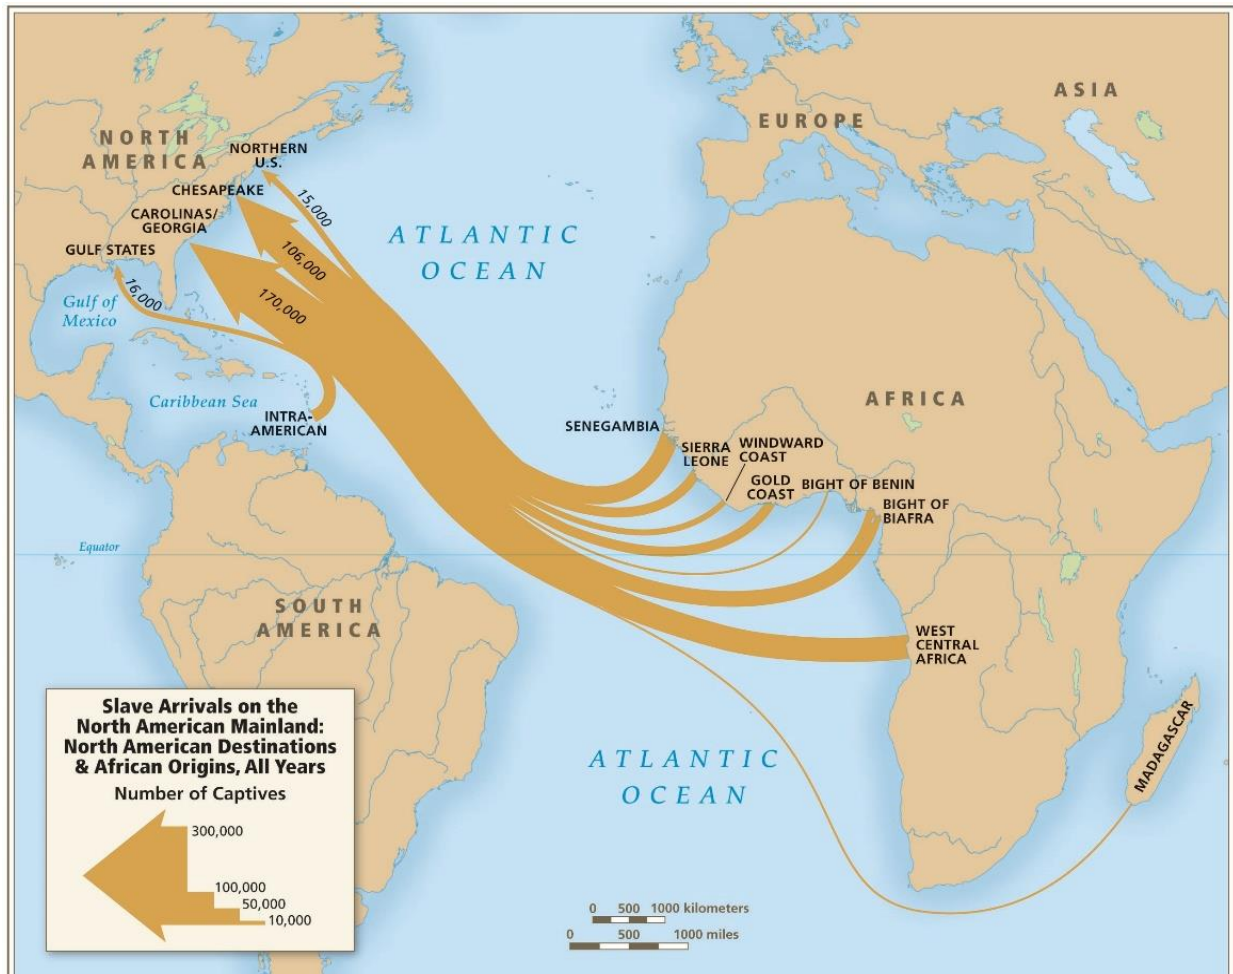 ASIA
EUROPE
NORTH
AMERICA
NORTHERN
U.S.
CHESAPEAKE
15,000
CAROLINAS/
GEORGIA
ATLANTIC
OCEAN
GULF STATES
106,000
16,000
170,000
Gulf of
Mexico
Caribbean Sea
INTRA-
AMERICAN
AFRICA
SENEGAMBIA
SIERRA
LEONE
WINDWARD
COAST
GOLD
COAST
BIGHT OF BENIN
BIGHT OF
BIAFRA
Equator
SOUTH
AMERICA
WEST
CENTRAL
AFRICA
MADAGASCAR
ATLANTIC
OCEAN
Slave Arrivals on the
North American Mainland:
North American Destinations
& African Origins, All Years
Number of Captives
300,000
100,000
50,000
10,000
0 500 1000 kilometers
0 500 1000 miles